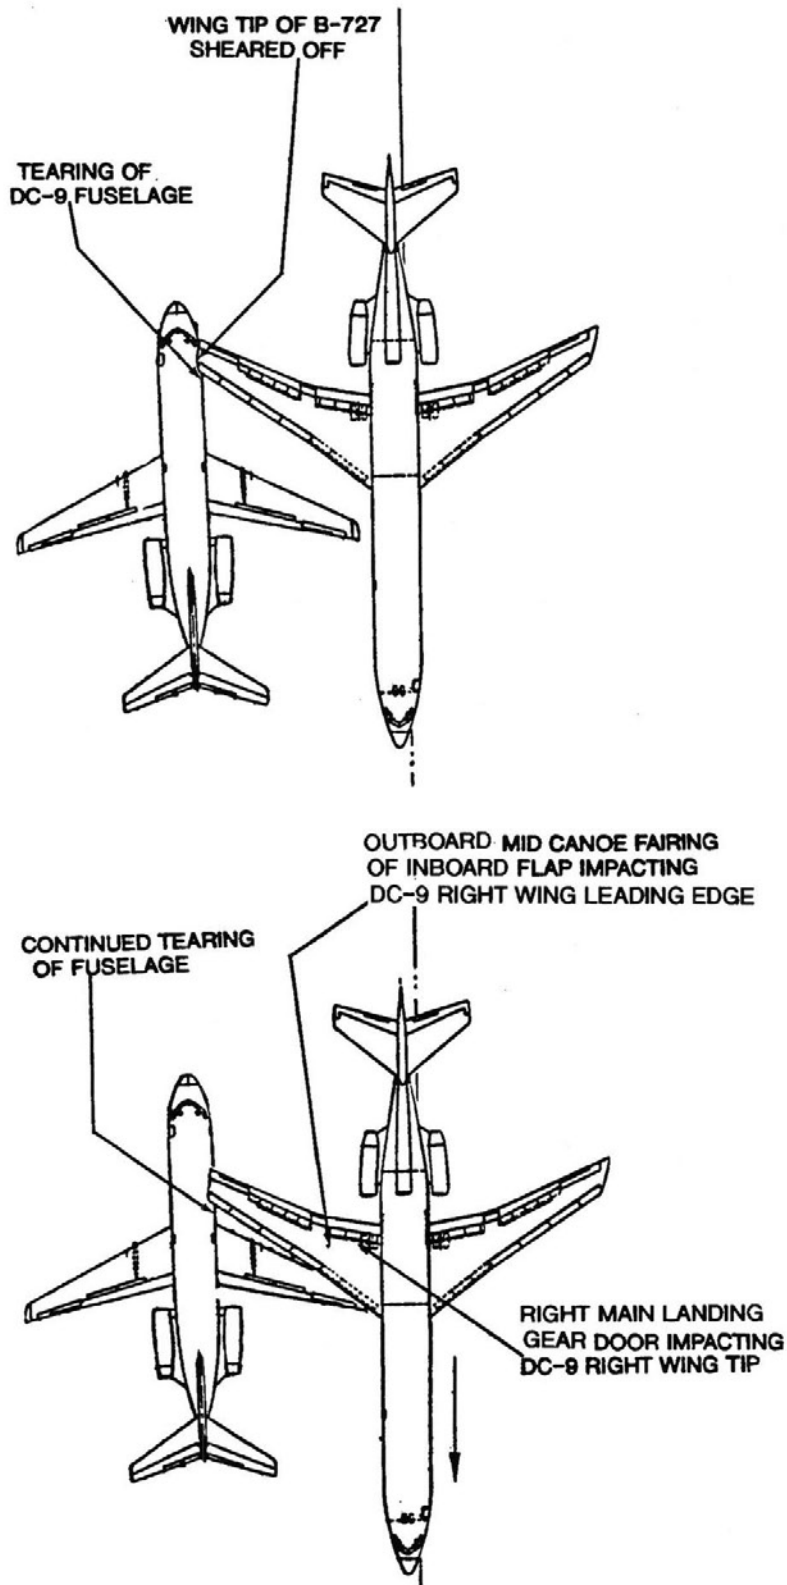 WING TIP OF B-727
SHEARED OFF
TEARING OF
DC-9 FUSELAGE
OUTBOARD MID CANOE FAIRING
OF INBOARD FLAP IMPACTING
DC-9 RIGHT WING LEADING EDGE
CONTINUED TEARING
OF FUSELAGE
RIGHT MAIN LANDING
GEAR DOOR IMPACTING
DC-9 RIGHT WING TIP